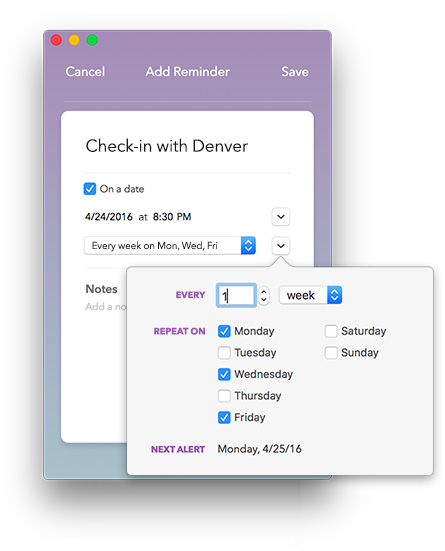 Cancel Add Reminder Save
Check-in with Denver
On a date
4/24/2016 at 8:30 PM
Every week on Mon, Wed, Fri
Notes
Add a no
EVERY 1 week
REPEAT ON Monday Saturday
Tuesday Sunday
Wednesday
Thursday
Friday
NEXT ALERT Monday, 4/25/16